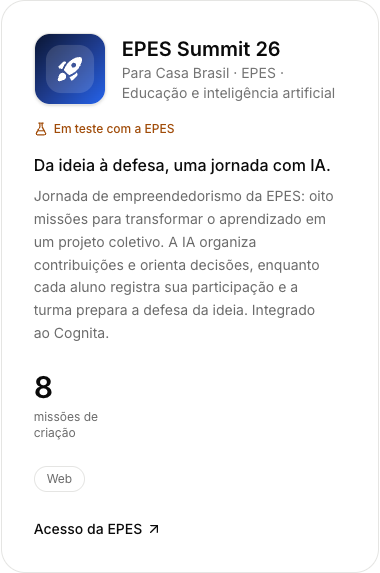 EPES Summit 26
Para Casa Brasil · EPES ·
Educação e inteligência artificial
Em teste com a EPES
Da ideia à defesa, uma jornada com IA.
Jornada de empreendedorismo da EPES: oito
missões para transformar o aprendizado em
um projeto coletivo. A IA organiza
contribuições e orienta decisões, enquanto
cada aluno registra sua participação e a
turma prepara a defesa da ideia. Integrado
ao Cognita.
8
missões de
criação
Web
Acesso da EPES